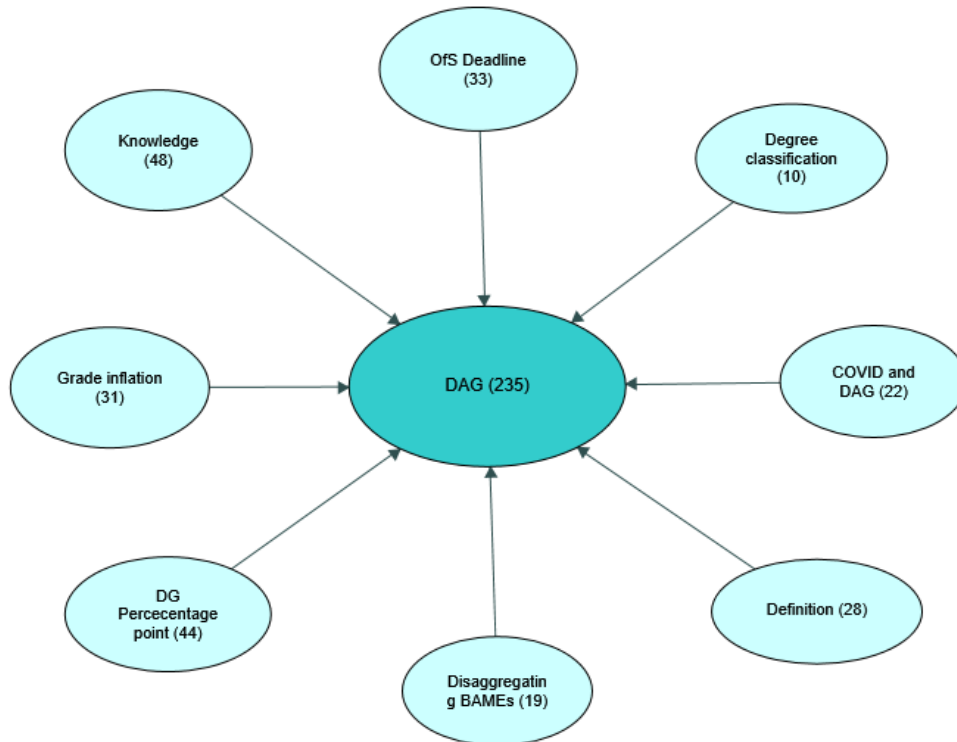 OfS Deadline
(33)
Knowledge
(48)
Degree
classification
(10)
Grade inflation
(31)
DAG (235)
COVID and
DAG (22)
DG
Percecentage
point (44)
Definition (28)
Disaggregatin
g BAMEs (19)